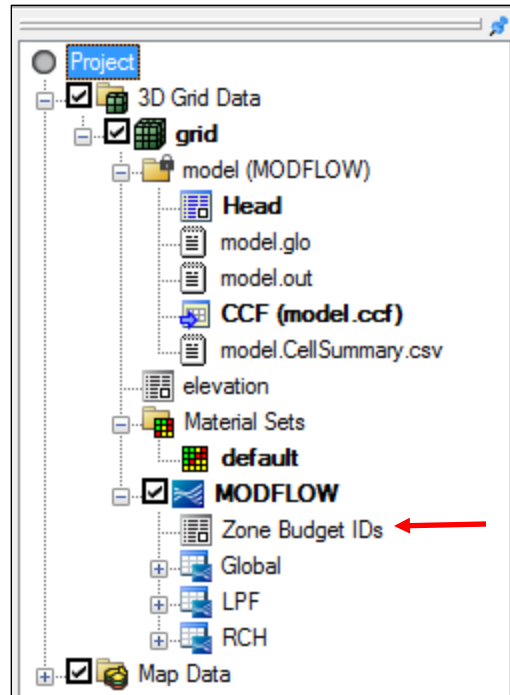 Project
3D Grid Data
grid
model (MODFLOW)
Head
model.glo
model.out
CCF (model.ccf)
model.CellSummary.csv
elevation
Material Sets
default
MODFLOW
Zone Budget IDs
Global
LPF
RCH
Map Data